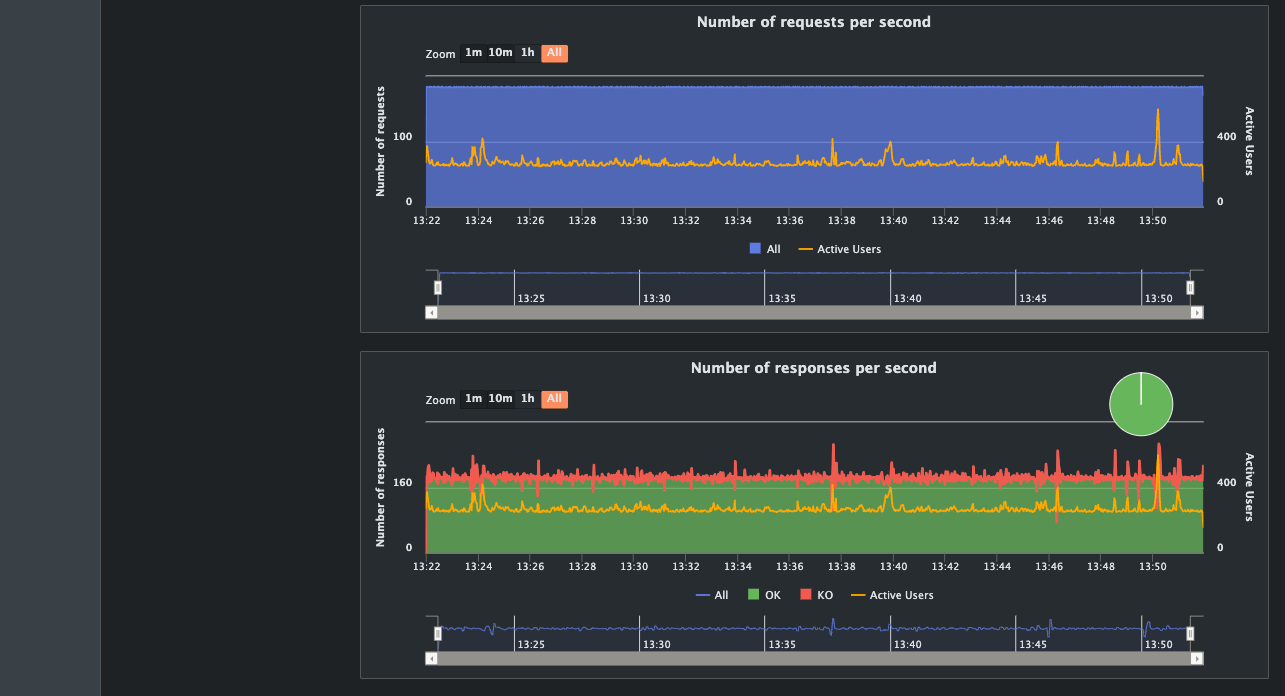 Number of requests per second
Zoom 1m 10m 1h All
Number of requests
Active Users
100 400
0 0
13:22 13:24 13:26 13:28 13:30 13:32 13:34 13:36 13:38 13:40 13:42 13:44 13:46 13:48 13:50
All Active Users
13:25 13:30 13:35 13:40 13:45 13:50
Number of responses per second
Zoom 1m 10m 1h All
Number of responses
Active Users
160 400
0 0
13:22 13:24 13:26 13:28 13:30 13:32 13:34 13:36 13:38 13:40 13:42 13:44 13:46 13:48 13:50
All OK KO Active Users
13:25 13:30 13:35 13:40 13:45 13:50